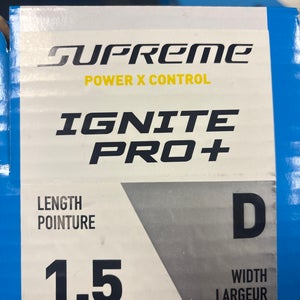 SUPREME
POWER X CONTROL
IGNITE
PRO+
LENGTH
POINTURE
D
1.5
WIDTH
LARGEUR